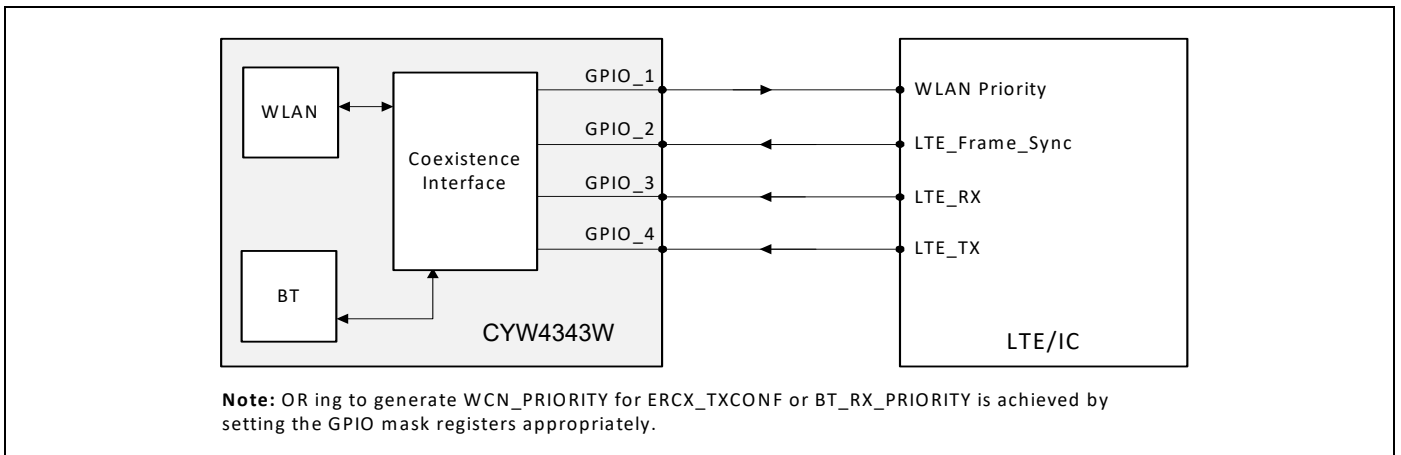 GPIO_1
WLAN Priority
WLAN
GPIO_2
LTE_Frame_Sync
Coexistence
Interface
GPIO_3
LTE_RX
GPIO_4
LTE_TX
BT
CYW4343W
LTE/IC
Note: OR ing to generate WCN_PRIORITY for ERCX_TXCONF or BT_RX_PRIORITY is achieved by
setting the GPIO mask registers appropriately.